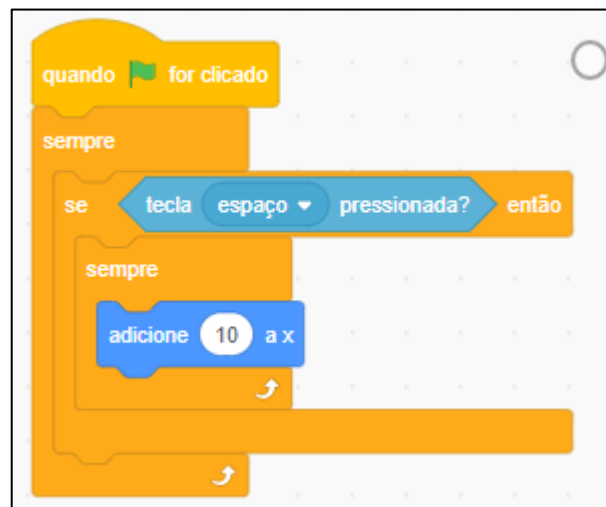 quando for clicado
sempre
se tecla espaço pressionada? então
sempre
adicione 10 a x